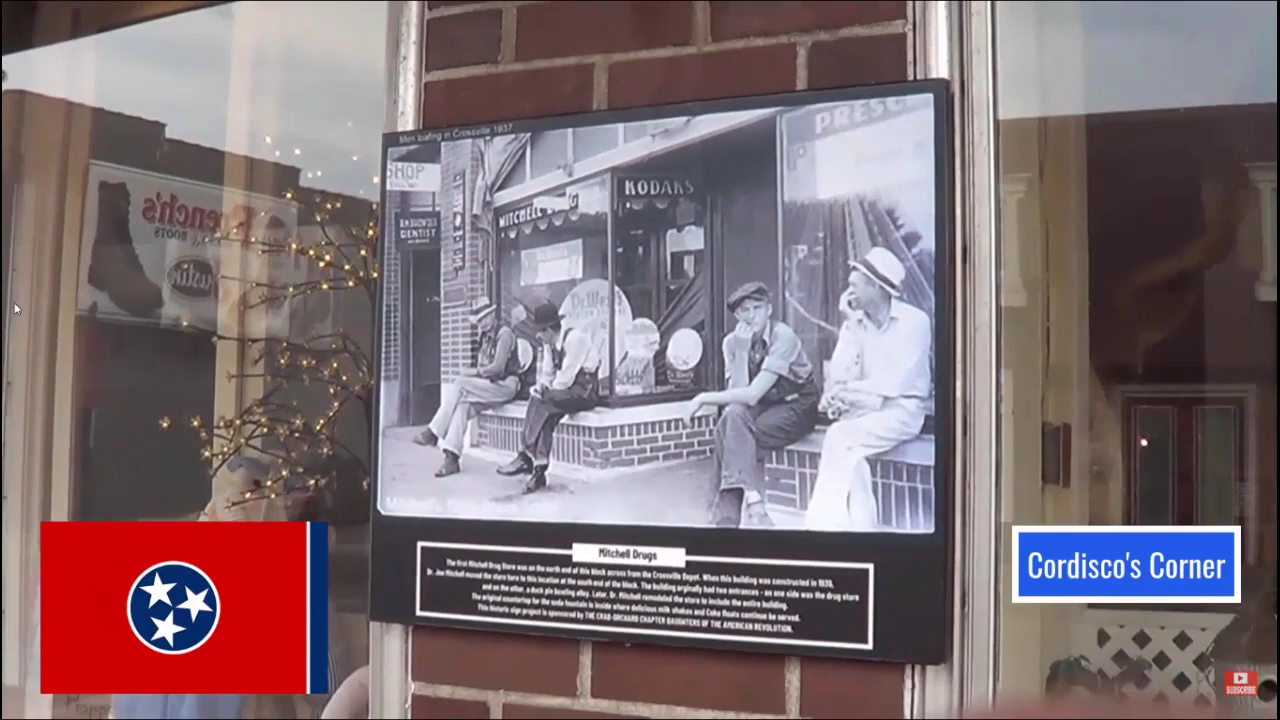 Men loafing in Crossville 1937
PRESC
SHOP
KODAKS
MITCHELL DRUG
DENTIST
French's
BOOTS
Justin
Dr. West's
Mitchell Drugs
The first Mitchell Drug Store was on the north end of this block across from the Crossville Depot. When this building was constructed in 1939,
Dr. Joe Mitchell moved the store here to this location at the south end of the block. The building orginally had two entrances - on one side was the drug store
and on the other, a duck pin bowling alley. Later, Dr. Mitchell remodeled the store to include the entire building.
The original countertop for the soda fountain is inside where delicious milk shakes and Coke floats continue be served.
This historic sign project is sponsored by THE CRAB-ORCHARD CHAPTER DAUGHTERS OF THE AMERICAN REVOLUTION.
Cordisco's Corner
SUBSCRIBE